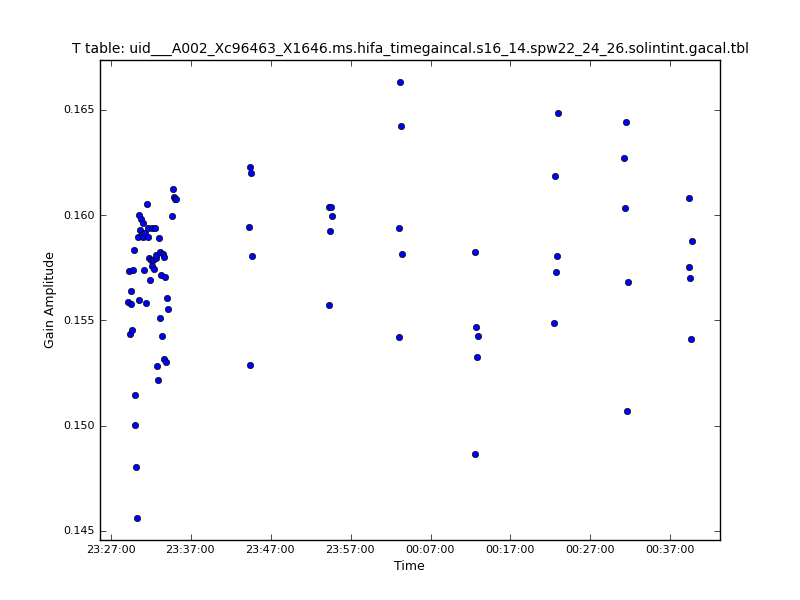 T table: uid___A002_Xc96463_X1646.ms.hifa_timegaincal.s16_14.spw22_24_26.solintint.gacal.tbl
Gain Amplitude
0.165
0.160
0.155
0.150
0.145
23:27:00 23:37:00 23:47:00 23:57:00 00:07:00 00:17:00 00:27:00 00:37:00
Time